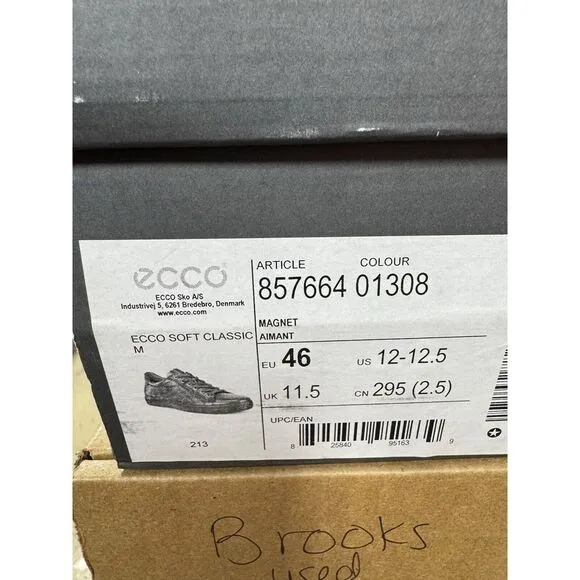 ecco
ECCO Sko A/S
Industrivej 5, 6261 Bredebro, Denmark
www.ecco.com
ECCO SOFT CLASSIC
M
213
ARTICLE COLOUR
857664 01308
MAGNET
AIMANT
EU 46 US 12-12.5
UK 11.5 CN 295 (2.5)
UPC/EAN
8 25840 95163 9
Brooks
used